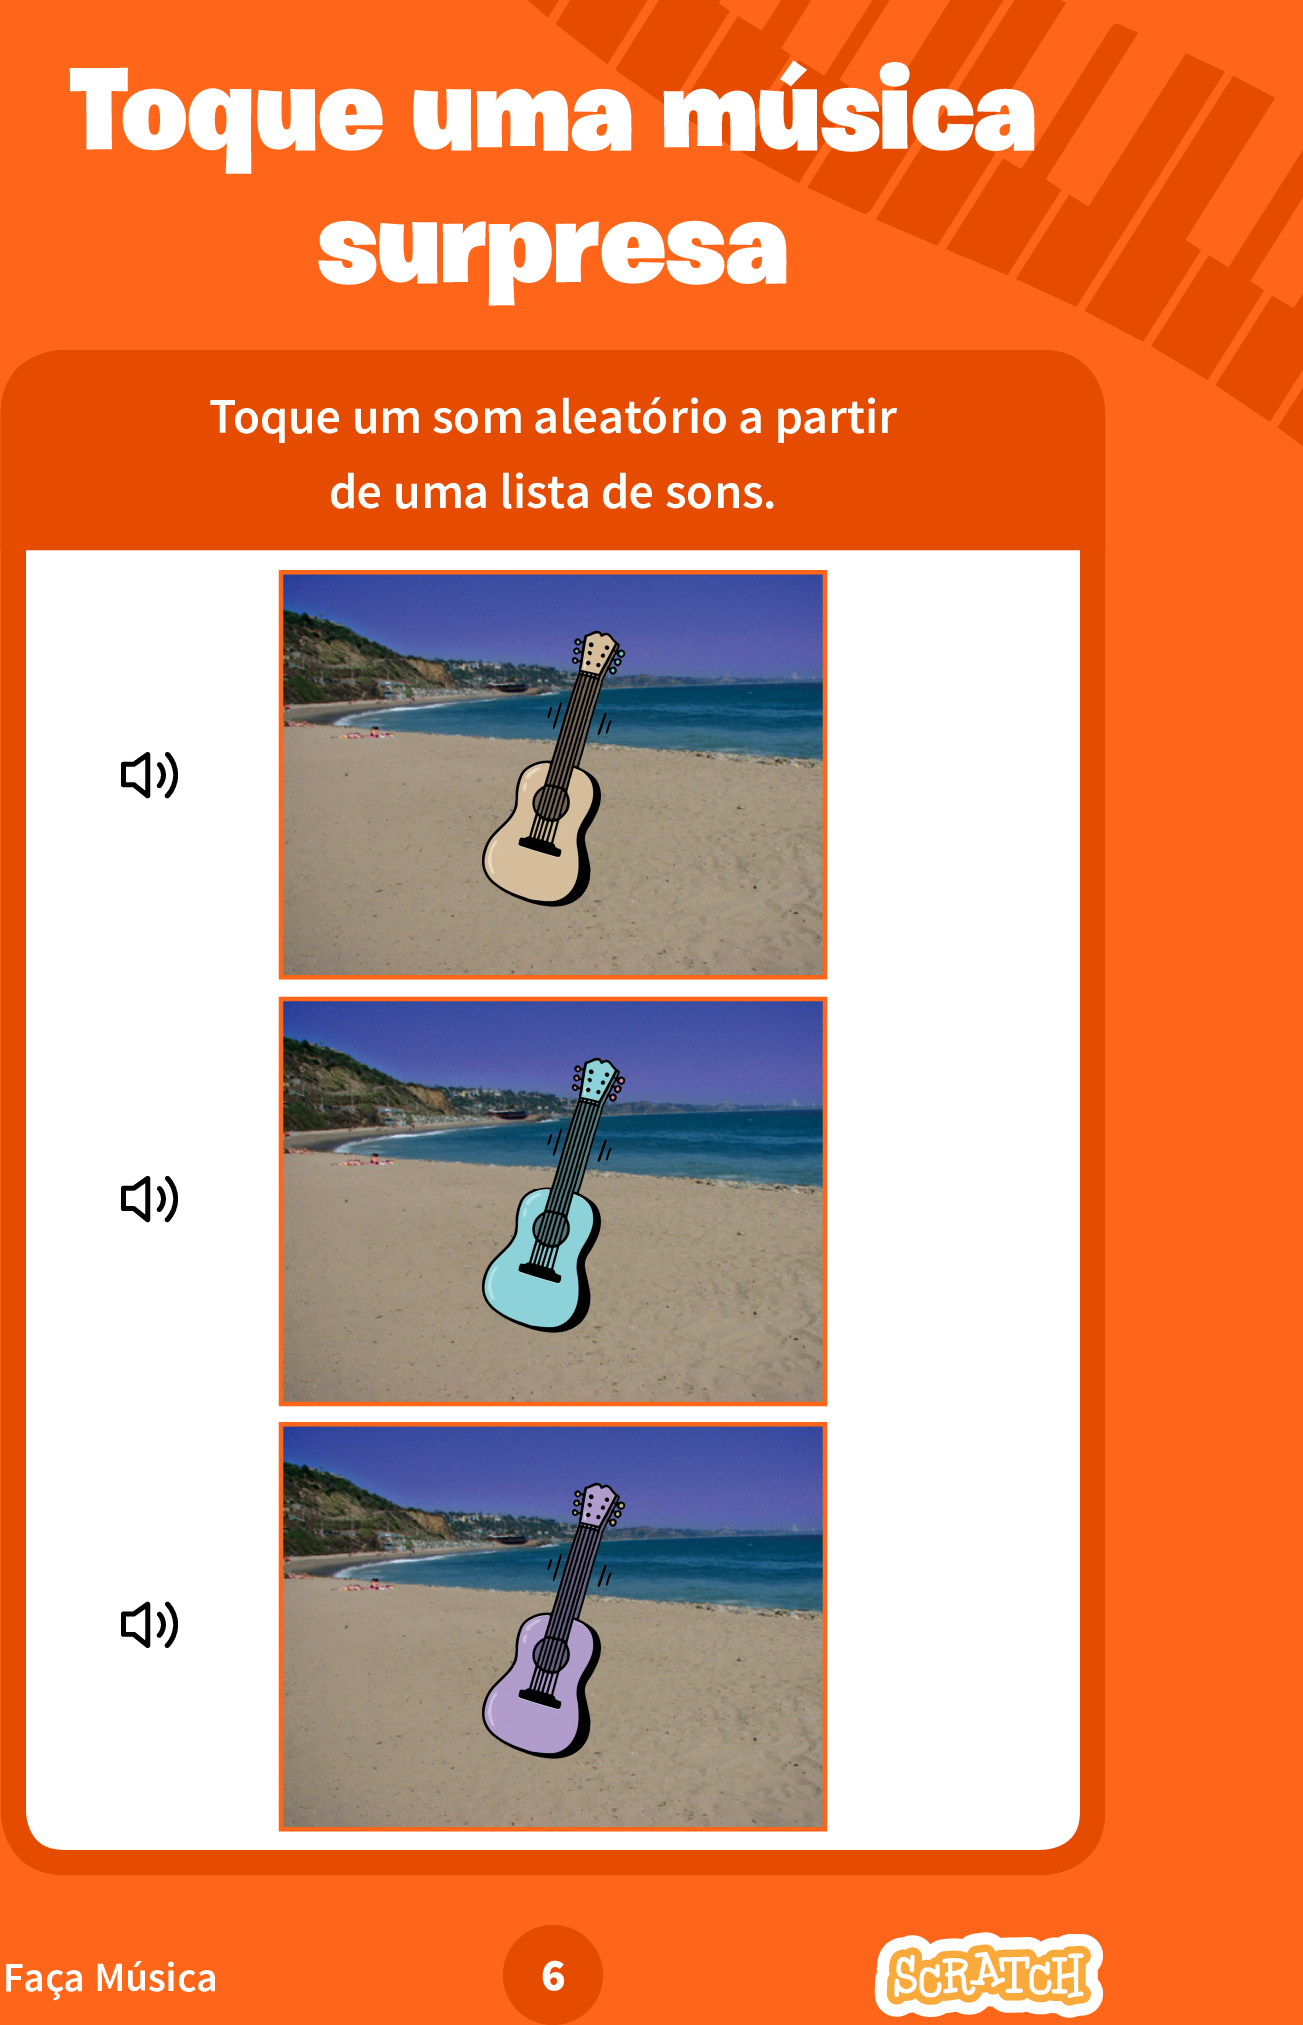 Toque uma música
surpresa
Toque um som aleatório a partir
de uma lista de sons.
Faça Música
6
SCRATCH